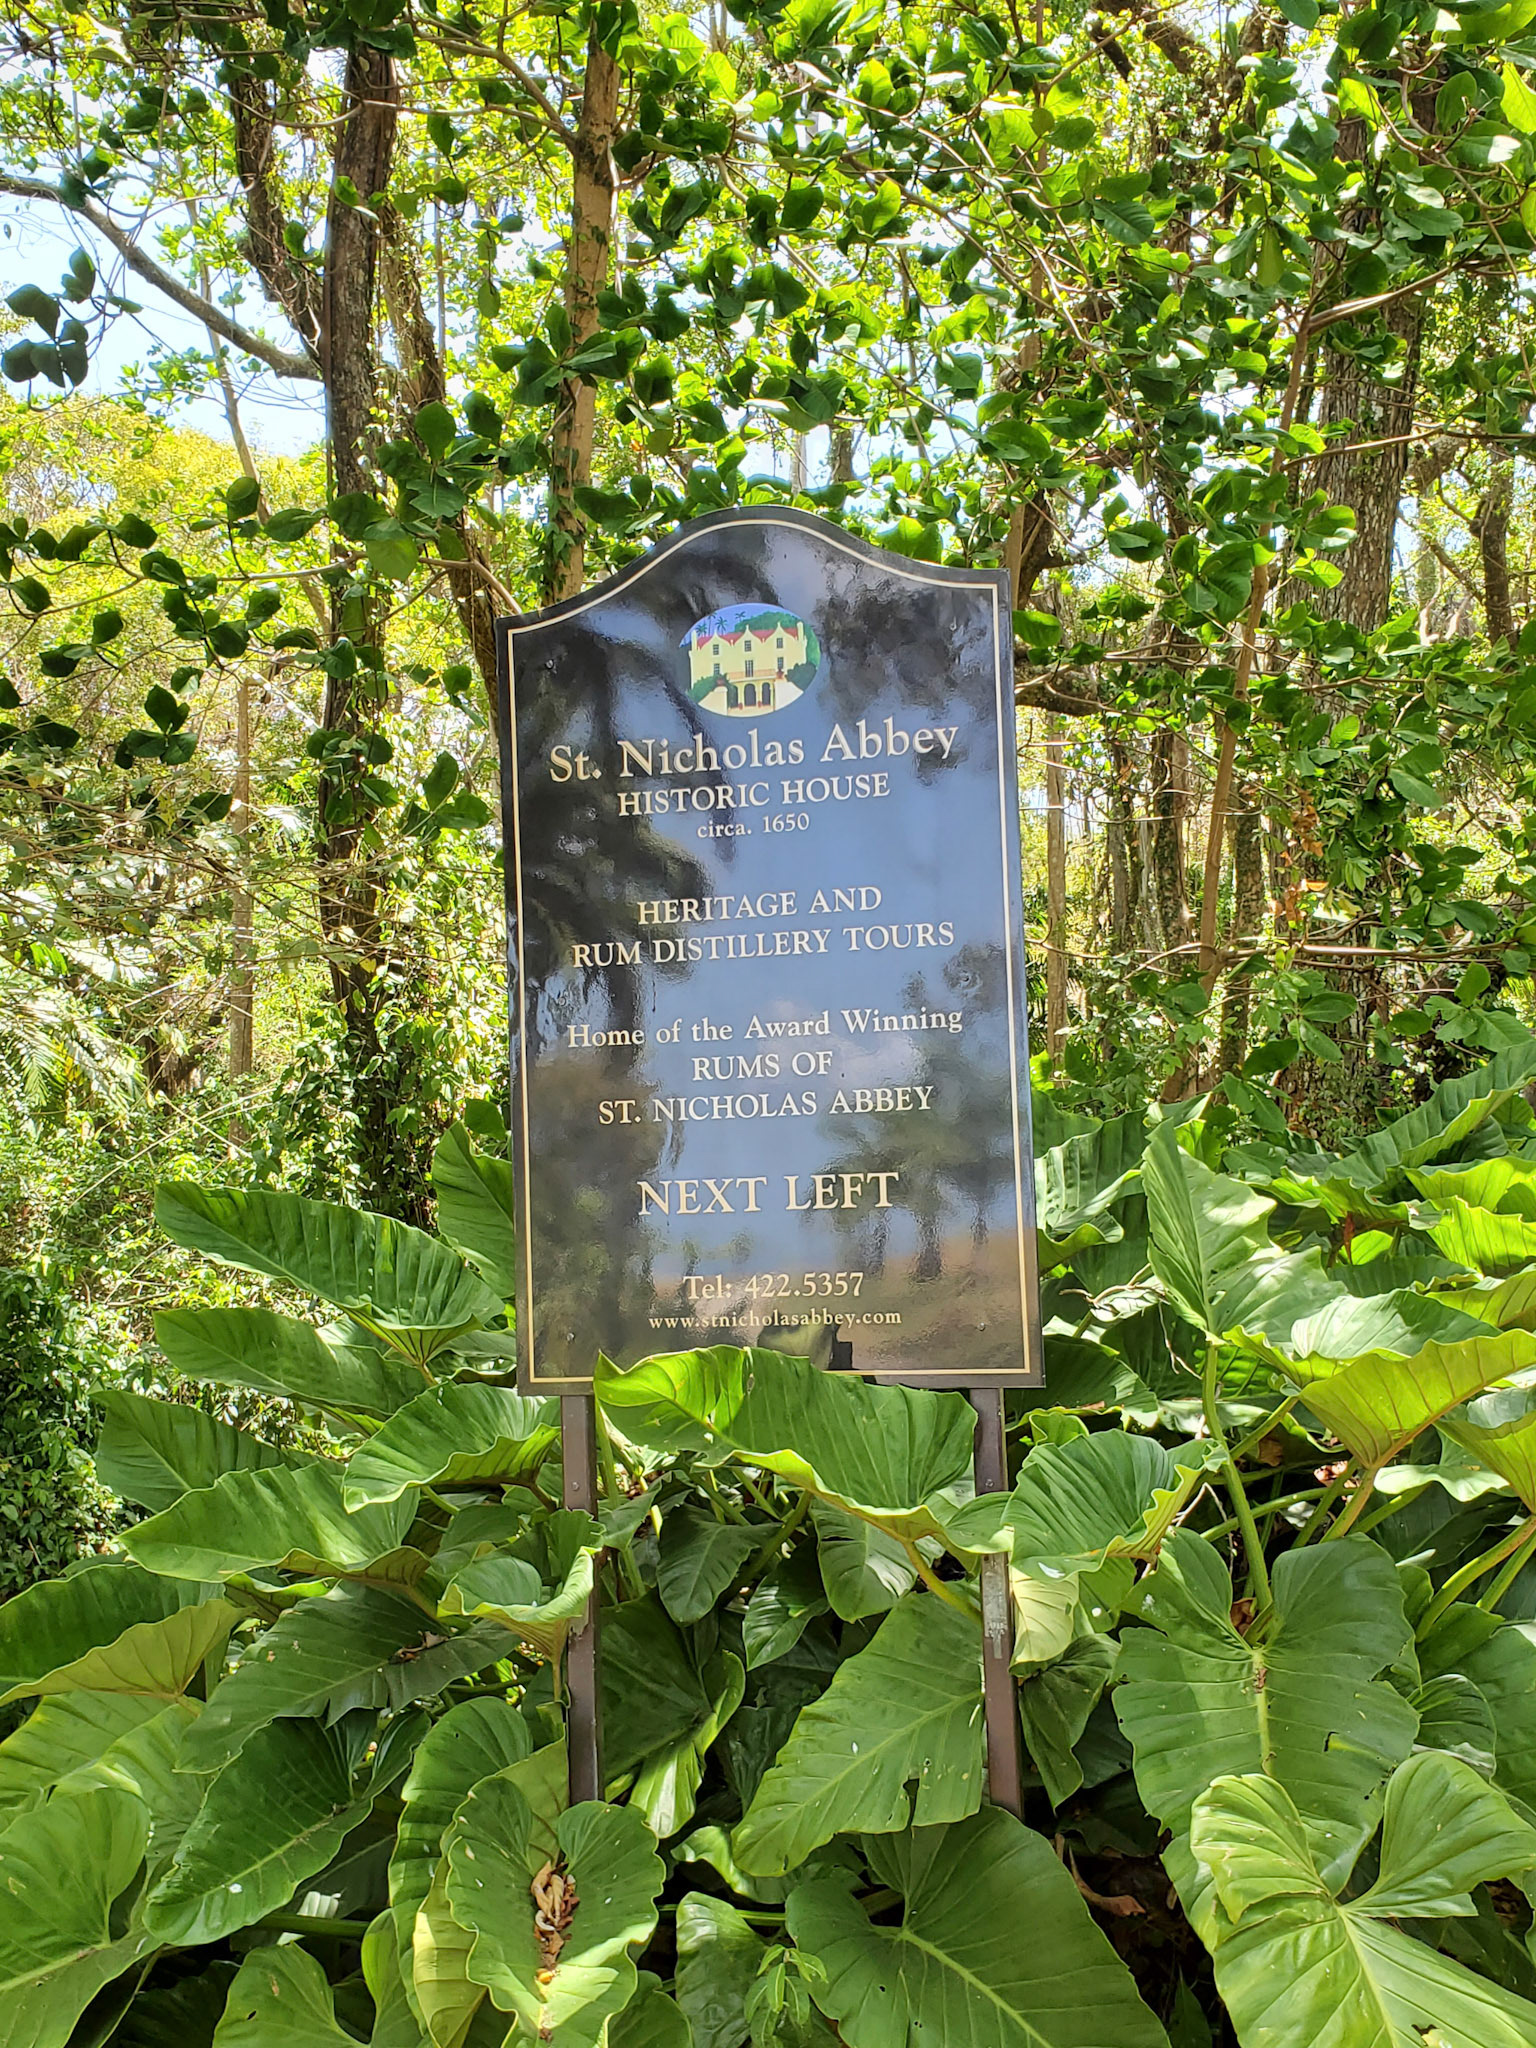 St. Nicholas Abbey
HISTORIC HOUSE
circa. 1650
HERITAGE AND
RUM DISTILLERY TOURS
Home of the Award Winning
RUMS OF
ST. NICHOLAS ABBEY
NEXT LEFT
Tel: 422.5357
www.stnicholasabbey.com